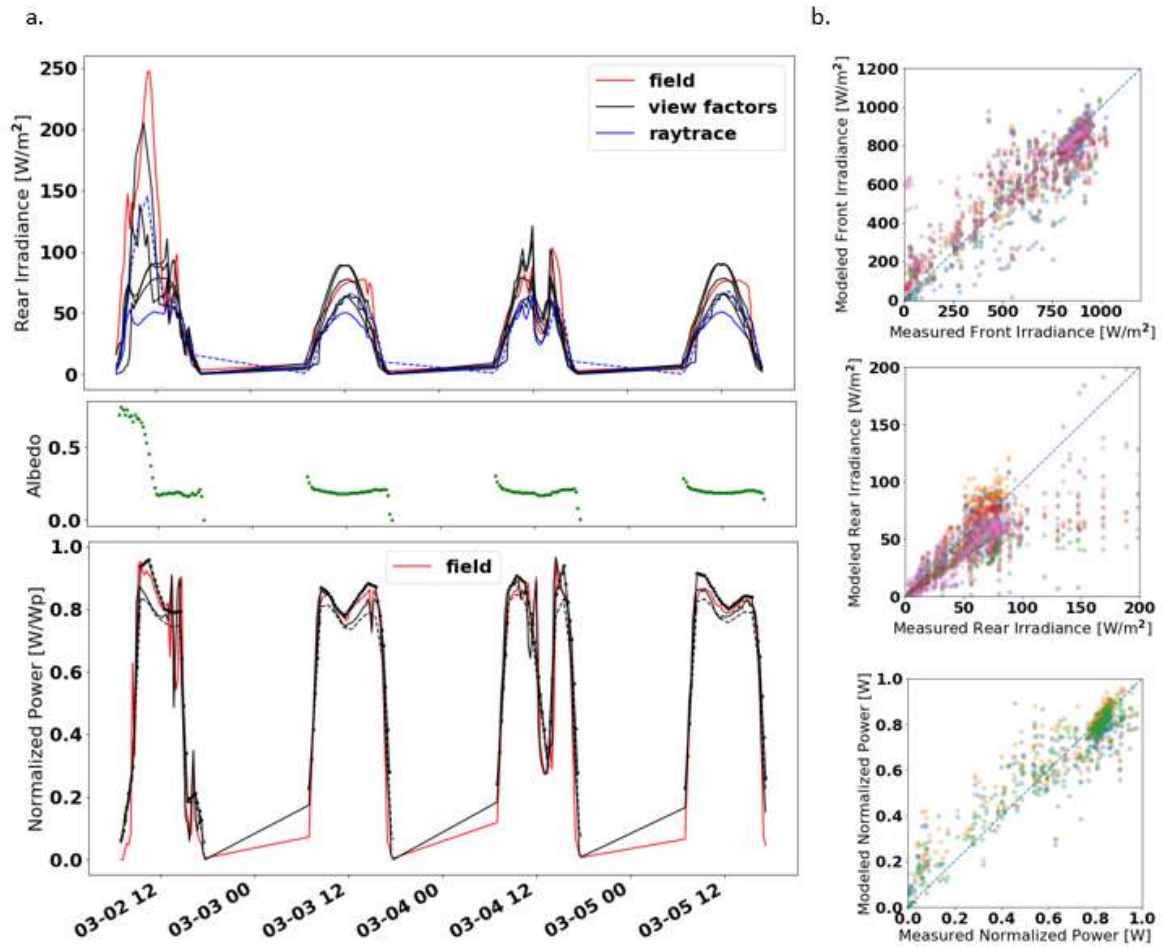 a.
250
200
150
100
50
0
Rear Irradiance [W/m²]
field
view factors
raytrace
0.5
0.0
Albedo
1.0
0.8
0.6
0.4
0.2
0.0
Normalized Power [W/Wp]
field
03-02 12
03-03 00
03-03 12
03-04 00
03-04 12
03-05 00
03-05 12
b.
1200
1000
800
600
400
200
0
Modeled Front Irradiance [W/m²]
0 250 500 750 1000
Measured Front Irradiance [W/m²]
200
150
100
50
0
Modeled Rear Irradiance [W/m²]
0 50 100 150 200
Measured Rear Irradiance [W/m²]
1.0
0.8
0.6
0.4
0.2
0.0
Modeled Normalized Power [W]
0.0 0.2 0.4 0.6 0.8 1.0
Measured Normalized Power [W]